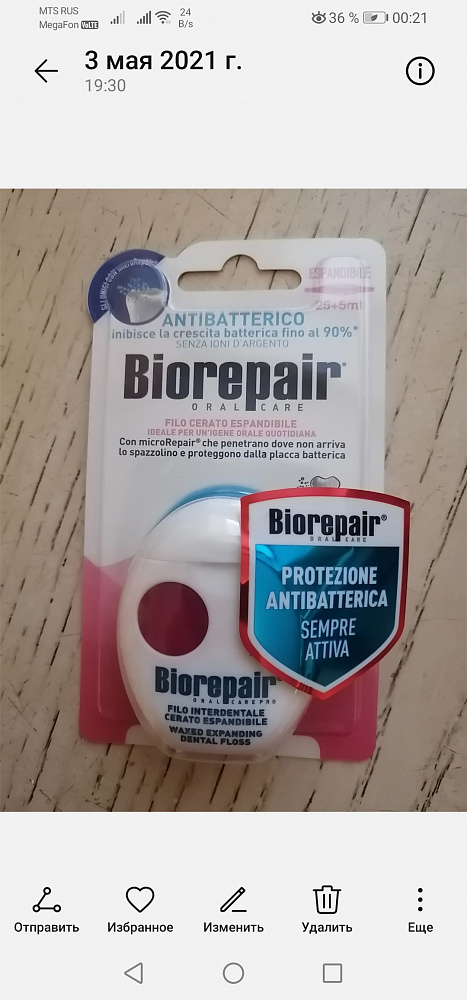 MTS RUS
MegaFon VoLTE
24
B/s
36 %
00:21
3 мая 2021 г.
19:30
ESPANDIBILE
25+5mt
ANTIBATTERICO
inibisce la crescita batterica fino al 90%*
SENZA IONI D'ARGENTO
Biorepair®
ORAL CARE
FILO CERATO ESPANDIBILE
IDEALE PER UN'IGENE ORALE QUOTIDIANA
Con microRepair® che penetrano dove non arriva
lo spazzolino e proteggono dalla placca batterica
Biorepair®
ORAL CARE
PROTEZIONE
ANTIBATTERICA
SEMPRE
ATTIVA
Biorepair
ORAL CARE PRO
FILO INTERDENTALE
CERATO ESPANDIBILE
WAXED EXPANDING
DENTAL FLOSS
Отправить
Избранное
Изменить
Удалить
Еще